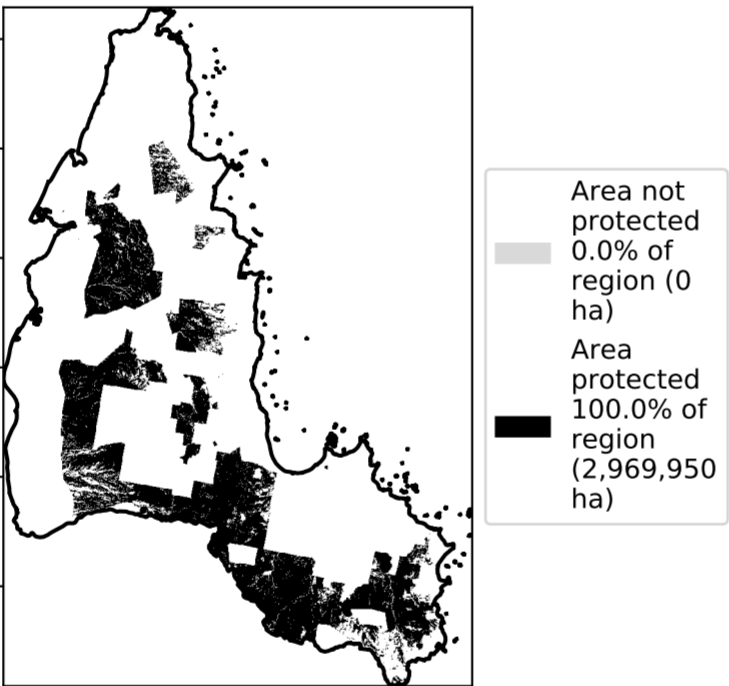 Area not
protected
0.0% of
region (0
ha)
Area
protected
100.0% of
region
(2,969,950
ha)